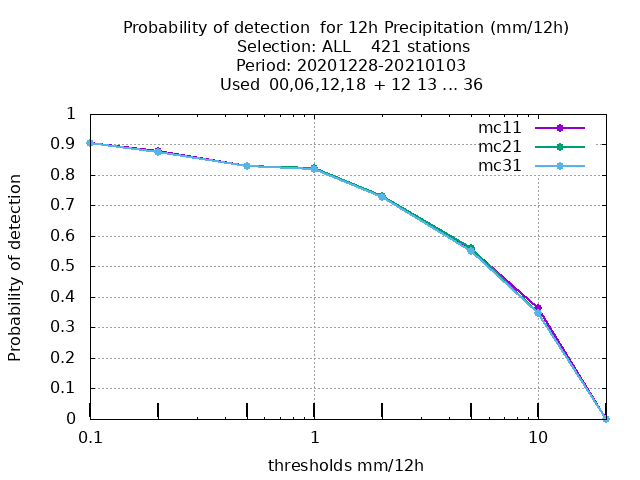 Probability of detection  for 12h Precipitation (mm/12h)
Selection: ALL    421 stations
Period: 20201228-20210103
Used  00,06,12,18  + 12 13 ... 36
mc11
mc21
mc31
Probability of detection
1
0.9
0.8
0.7
0.6
0.5
0.4
0.3
0.2
0.1
0
0.1 1 10
thresholds mm/12h